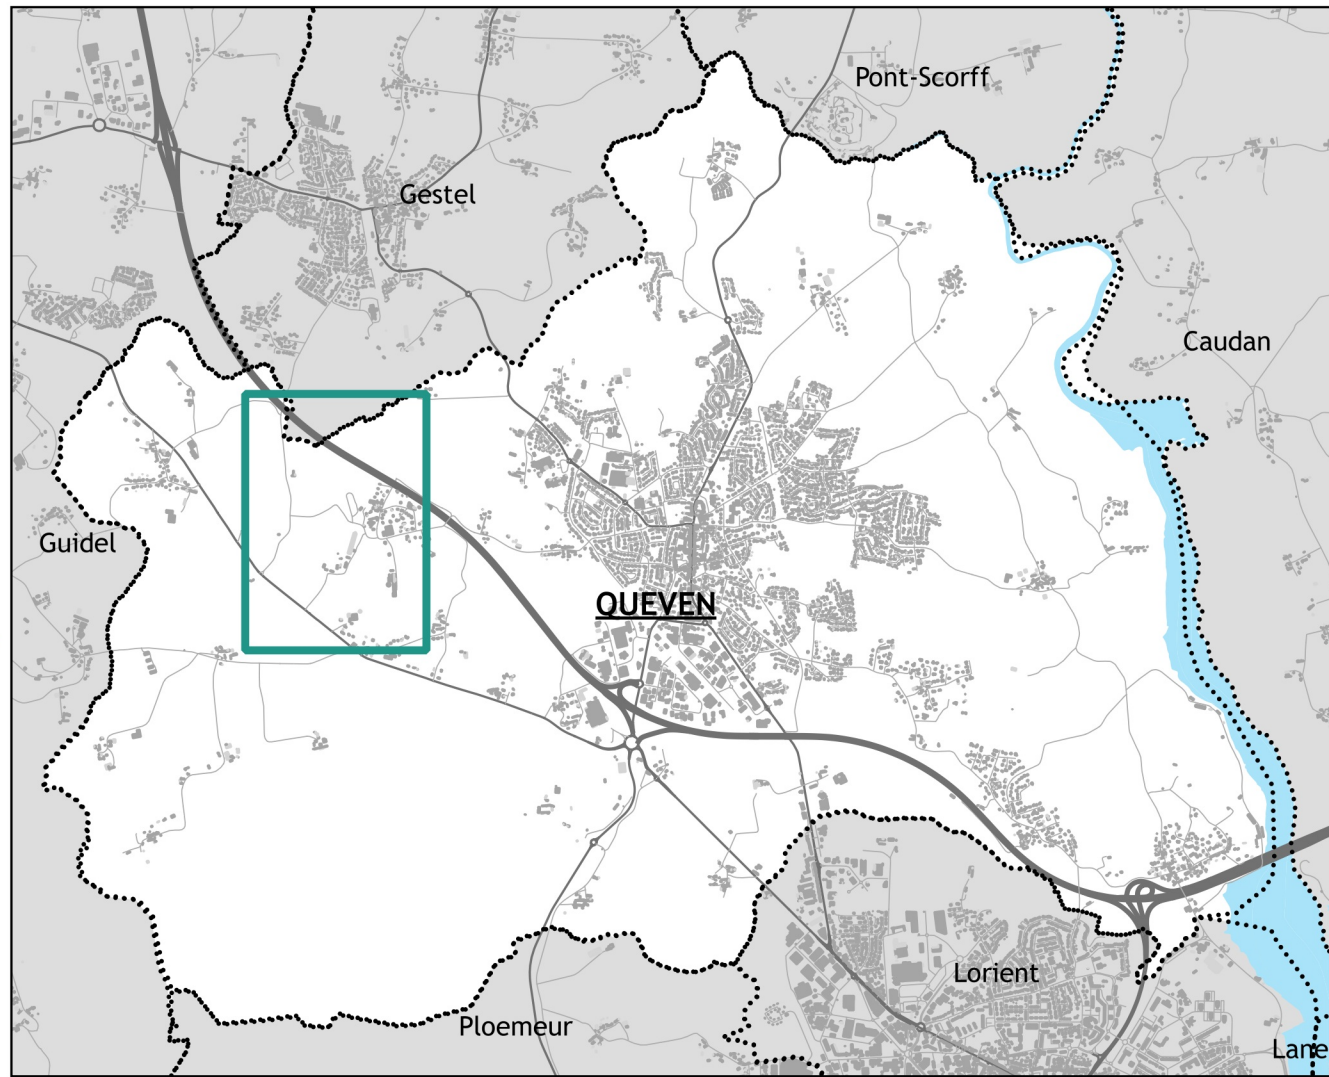 Pont-Scorff
Gestel
Caudan
Guidel
QUEVEN
Lorient
Ploemeur
Lane